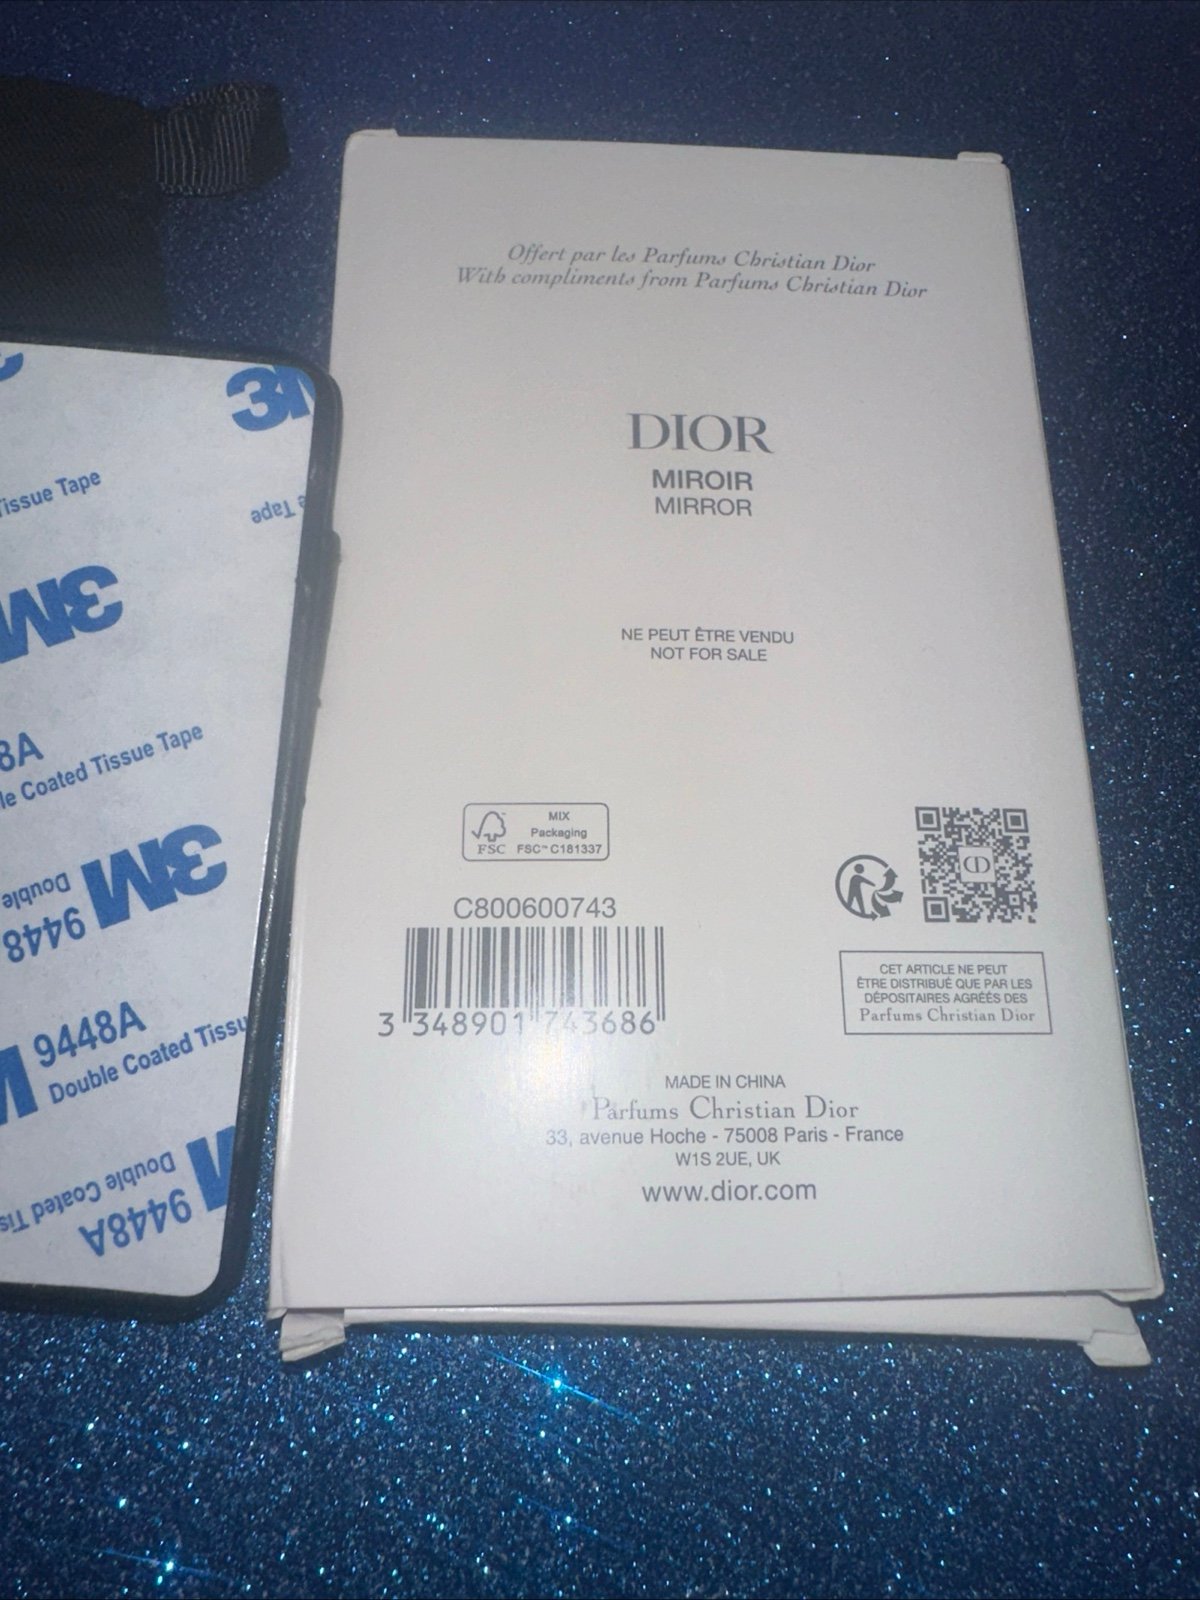 Offert par les Parfums Christian Dior
With compliments from Parfums Christian Dior
DIOR
MIROIR
MIRROR
NE PEUT ÊTRE VENDU
NOT FOR SALE
FSC
MIX
Packaging
FSC™ C181337
C800600743
3 348901 743686
CD
CET ARTICLE NE PEUT
ÊTRE DISTRIBUÉ QUE PAR LES
DÉPOSITAIRES AGRÉÉS DES
Parfums Christian Dior
MADE IN CHINA
Parfums Christian Dior
33, avenue Hoche - 75008 Paris - France
W1S 2UE, UK
www.dior.com
3M
Tissue Tape
Tape
3M
8A
Coated Tissue Tape
3M
Double
9448
9448A
Double Coated Tissu
Double Coated
9448A